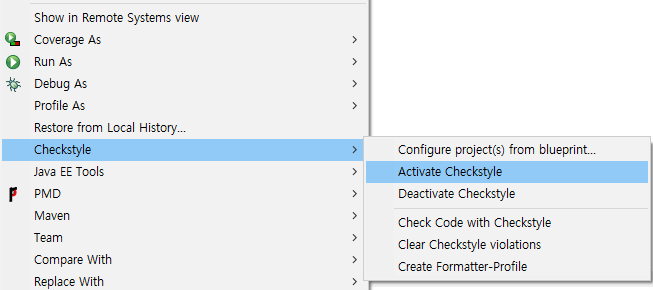 Show in Remote Systems view
Coverage As
Run As
Debug As
Profile As
Restore from Local History...
Checkstyle
Java EE Tools
PMD
Maven
Team
Compare With
Replace With
Configure project(s) from blueprint...
Activate Checkstyle
Deactivate Checkstyle
Check Code with Checkstyle
Clear Checkstyle violations
Create Formatter-Profile